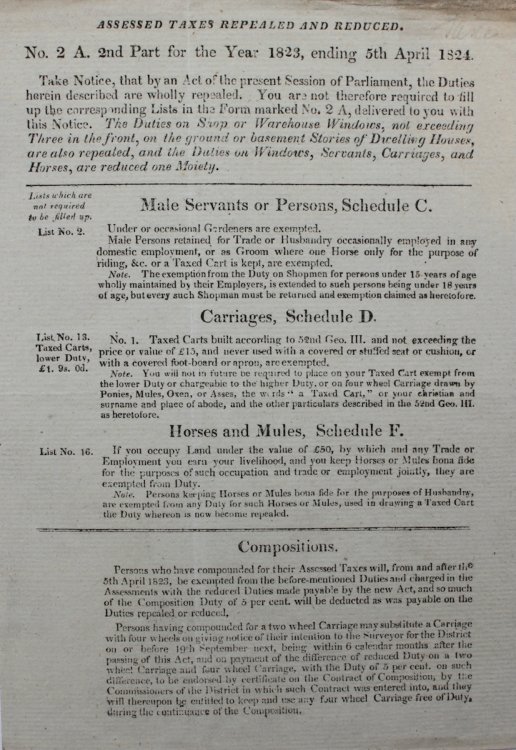 ASSESSED TAXES REPEALED AND REDUCED.
No. 2 A. 2nd Part for the Year 1823, ending 5th April 1824.
Take Notice, that by an Act of the present Session of Parliament, the Duties
herein described are wholly repealed. You are not therefore required to fill
up the corresponding Lists in the Form marked No. 2 A, delivered to you with
this Notice. The Duties on Shop or Warehouse Windows, not exceeding
Three in the front, on the ground or basement Stories of Dwelling Houses,
are also repealed, and the Duties on Windows, Servants, Carriages, and
Horses, are reduced one Moiety.
Lists which are
not required
to be filled up.
Male Servants or Persons, Schedule C.
List No. 2.
Under or occasional Gardeners are exempted.
Male Persons retained for Trade or Husbandry occasionally employed in any
domestic employment, or as Groom where one Horse only for the purpose of
riding, &c. or a Taxed Cart is kept, are exempted.
Note. The exemption from the Duty on Shopmen for persons under 15 years of age
wholly maintained by their Employers, is extended to such persons being under 18 years
of age, but every such Shopman must be returned and exemption claimed as heretofore.
Carriages, Schedule D.
List No. 13.
Taxed Carts,
lower Duty,
£1. 9s. 0d.
No. 1. Taxed Carts built according to 52nd Geo. III. and not exceeding the
price or value of £15, and never used with a covered or stuffed seat or cushion, or
with a covered foot-board or apron, are exempted.
Note. You will not in future be required to place on your Taxed Cart exempt from
the lower Duty or chargeable to the higher Duty, or on four wheel Carriage drawn by
Ponies, Mules, Oxen, or Asses, the words "a Taxed Cart," or your christian and
surname and place of abode, and the other particulars described in the 52nd Geo. III.
as heretofore.
Horses and Mules, Schedule F.
List No. 16.
If you occupy Land under the value of £50, by which and any Trade or
Employment you earn your livelihood, and you keep Horses or Mules bona fide
for the purposes of such occupation and trade or employment jointly, they are
exempted from Duty.
Note. Persons keeping Horses or Mules bona fide for the purposes of Husbandry,
are exempted from any Duty for such Horses or Mules, used in drawing a Taxed Cart
the Duty whereon is now become repealed.
Compositions.
Persons who have compounded for their Assessed Taxes will, from and after the
5th April 1823, be exempted from the before-mentioned Duties and charged in the
Assessments with the reduced Duties made payable by the new Act, and so much
of the Composition Duty of 5 per cent. will be deducted as was payable on the
Duties repealed or reduced.
Persons having compounded for a two wheel Carriage may substitute a Carriage
with four wheels on giving notice of their intention to the Surveyor for the District
on or before 19th September next, being within 6 calendar months after the
passing of this Act, and on payment of the difference of reduced Duty on a two
wheel Carriage and four wheel Carriage, with the Duty of 5 per cent. on such
difference, to be endorsed by certificate on the Contract of Composition, by the
Commissioners of the District in which such Contract was entered into, and they
will thereupon be entitled to keep and use any four wheel Carriage free of Duty,
during the continuance of the Composition.